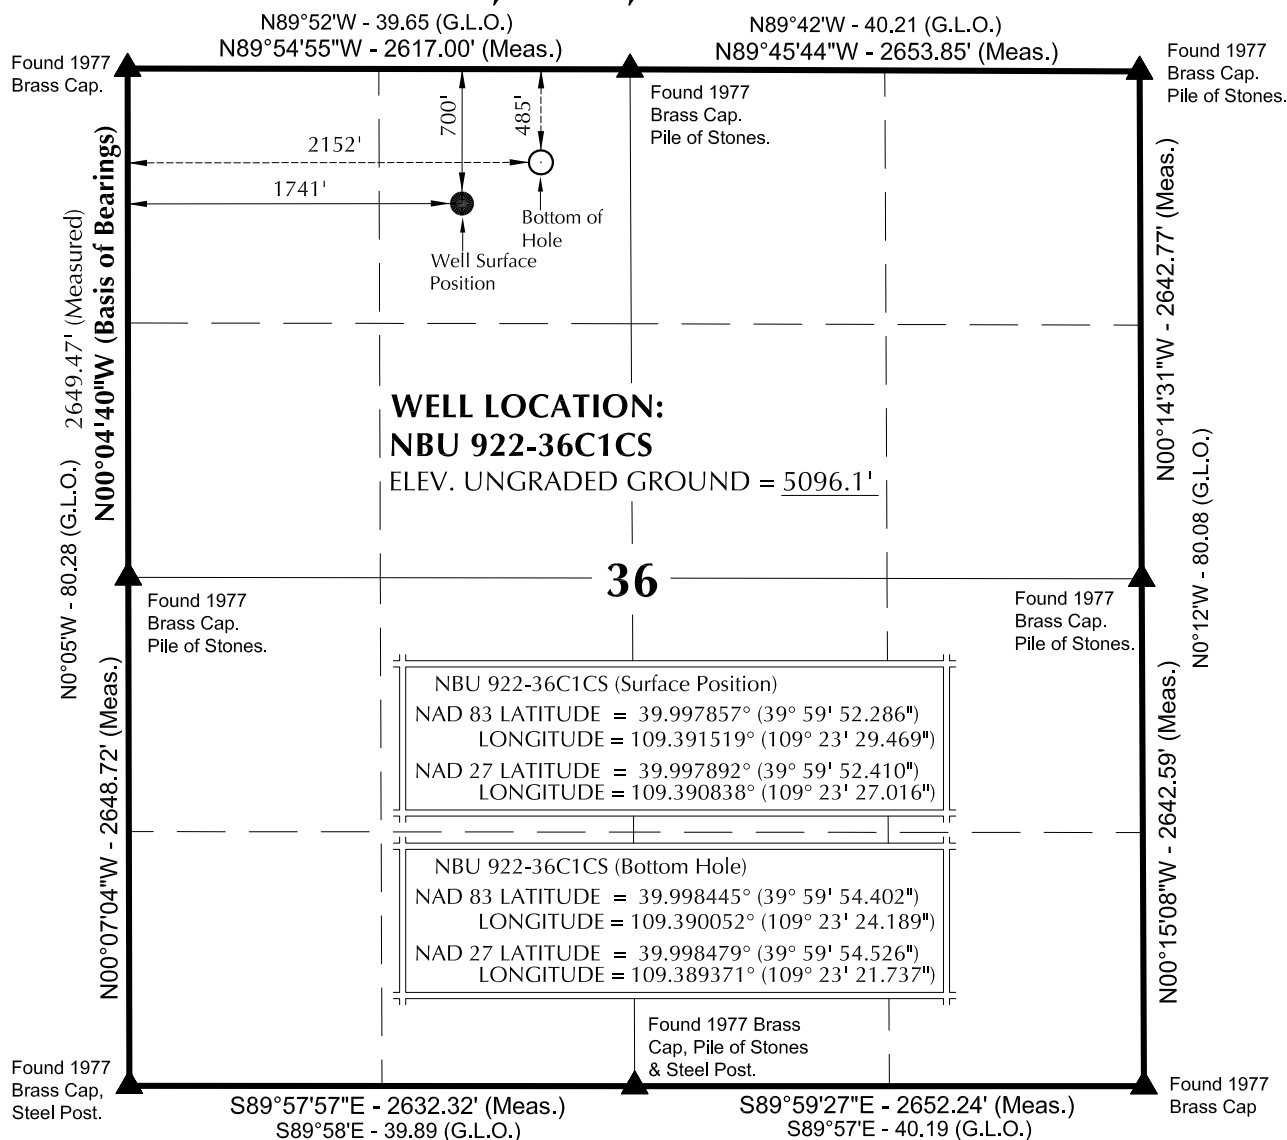 N89°52'W - 39.65 (G.L.O.)
N89°54'55"W - 2617.00' (Meas.)
N89°42'W - 40.21 (G.L.O.)
N89°45'44"W - 2653.85' (Meas.)
Found 1977
Brass Cap.
Found 1977
Brass Cap.
Pile of Stones.
Found 1977
Brass Cap.
Pile of Stones.
700'
485'
2152'
1741'
Bottom of
Hole
Well Surface
Position
N00°04'40"W (Basis of Bearings)
2649.47' (Measured)
N0°05'W - 80.28 (G.L.O.)
N00°14'31"W - 2642.77' (Meas.)
N0°12'W - 80.08 (G.L.O.)
WELL LOCATION:
NBU 922-36C1CS
ELEV. UNGRADED GROUND = 5096.1'
36
Found 1977
Brass Cap.
Pile of Stones.
Found 1977
Brass Cap.
Pile of Stones.
N00°07'04"W - 2648.72' (Meas.)
N00°15'08"W - 2642.59' (Meas.)
NBU 922-36C1CS (Surface Position)
NAD 83 LATITUDE = 39.997857° (39° 59' 52.286")
LONGITUDE = 109.391519° (109° 23' 29.469")
NAD 27 LATITUDE = 39.997892° (39° 59' 52.410")
LONGITUDE = 109.390838° (109° 23' 27.016")
NBU 922-36C1CS (Bottom Hole)
NAD 83 LATITUDE = 39.998445° (39° 59' 54.402")
LONGITUDE = 109.390052° (109° 23' 24.189")
NAD 27 LATITUDE = 39.998479° (39° 59' 54.526")
LONGITUDE = 109.389371° (109° 23' 21.737")
Found 1977 Brass
Cap, Pile of Stones
& Steel Post.
Found 1977
Brass Cap,
Steel Post.
Found 1977
Brass Cap
S89°57'57"E - 2632.32' (Meas.)
S89°58'E - 39.89 (G.L.O.)
S89°59'27"E - 2652.24' (Meas.)
S89°57'E - 40.19 (G.L.O.)